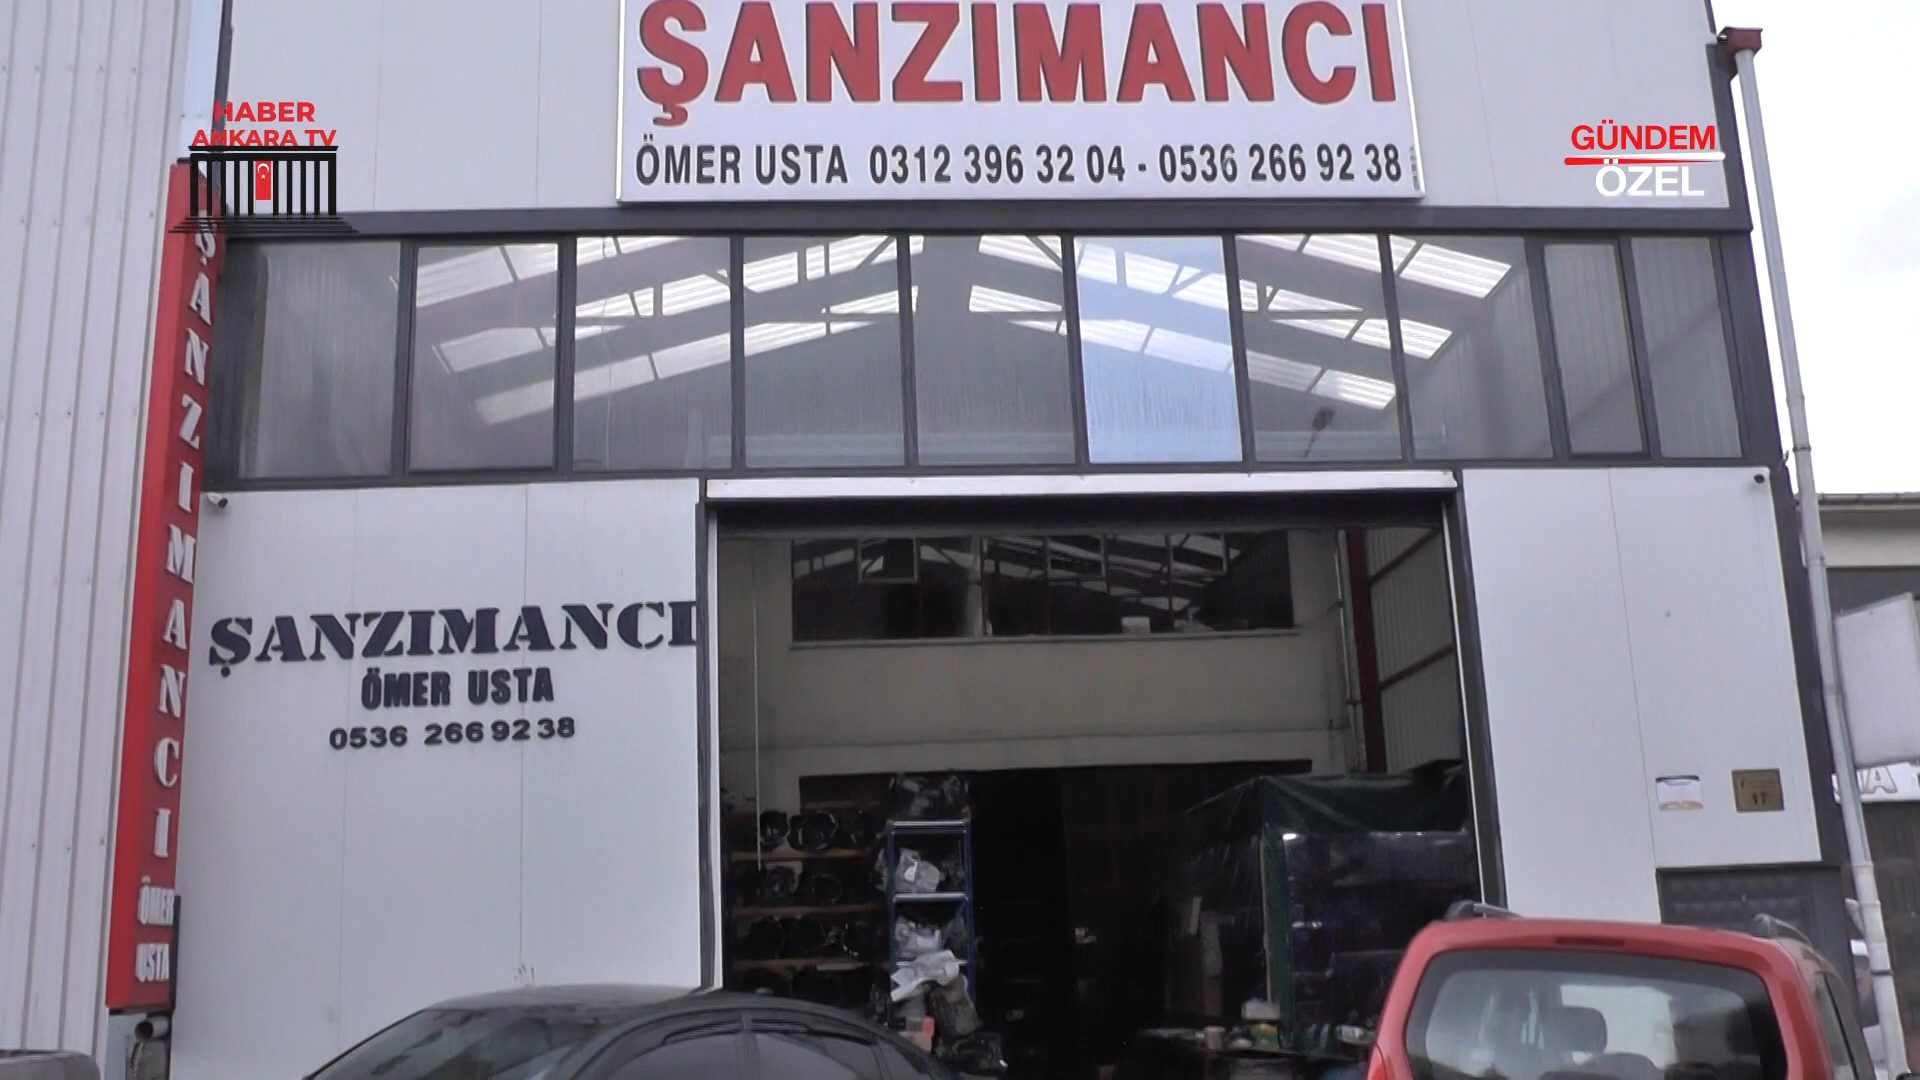 ŞANZIMANCI
ÖMER USTA 0312 396 32 04 - 0536 266 92 38
HABER
ANKARA TV
GÜNDEM
ÖZEL
ŞANZIMANCI
ÖMER
USTA
ŞANZIMANCI
ÖMER USTA
0536 266 92 38
17